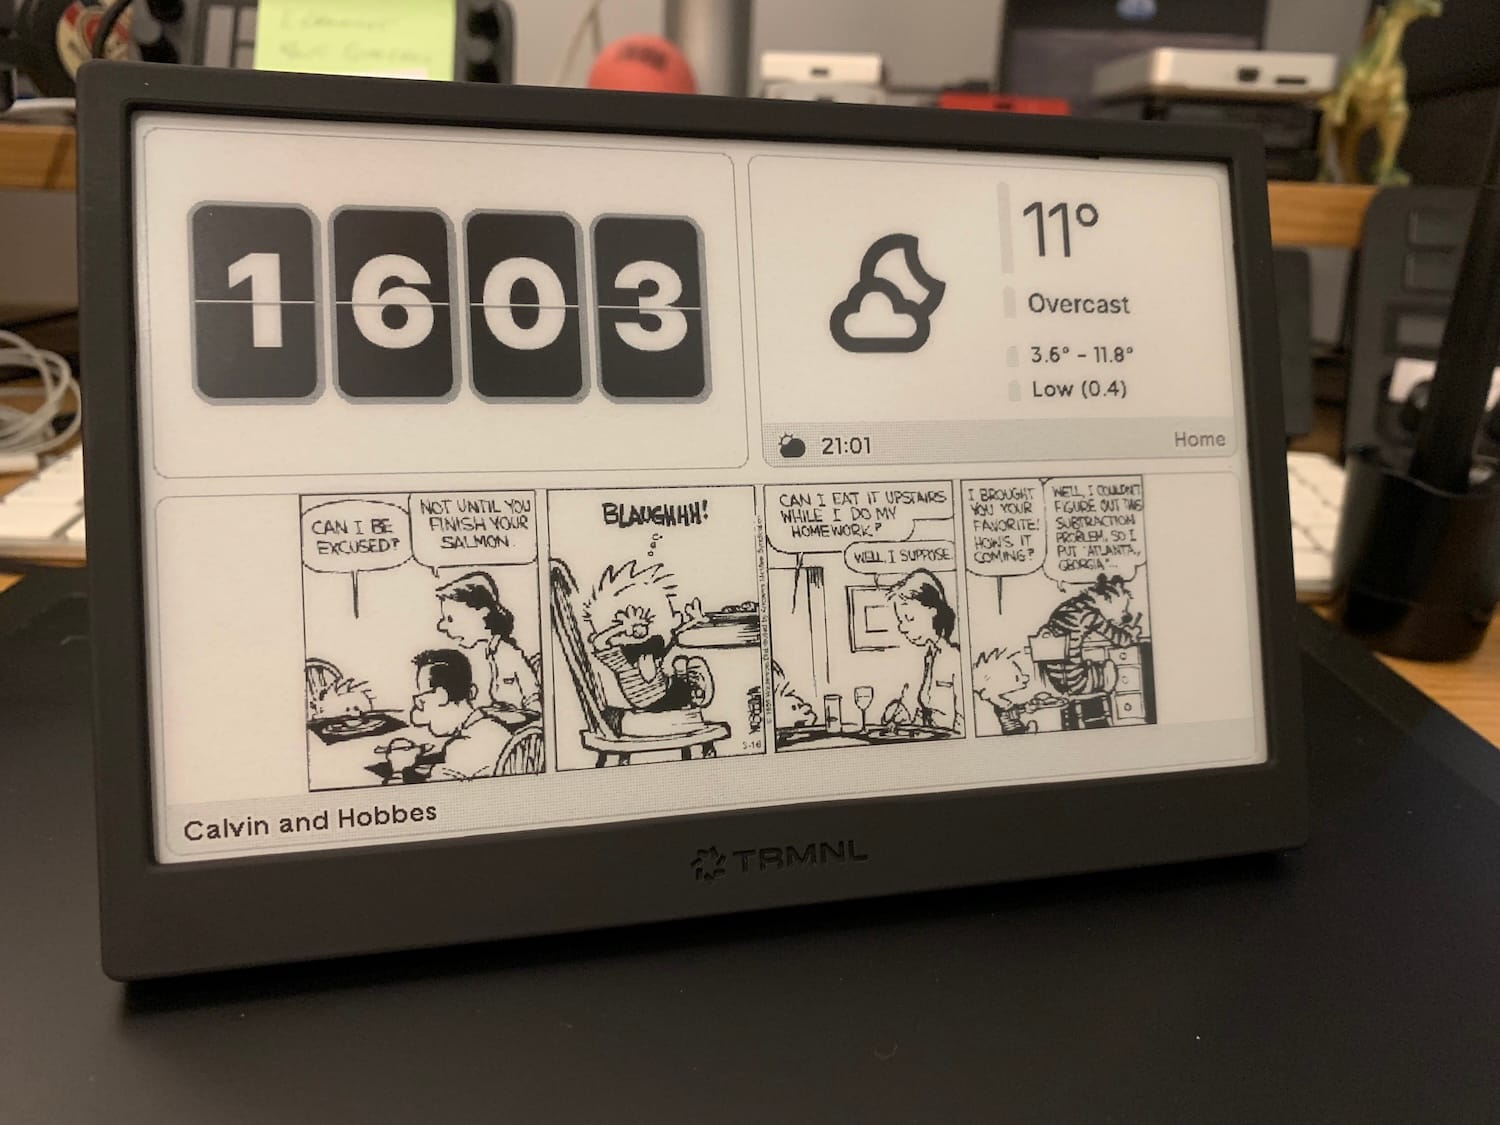 1603
11°
Overcast
3.6° - 11.8°
Low (0.4)
21:01
Home
CAN I BE
EXCUSED?
NOT UNTIL YOU
FINISH YOUR
SALMON.
BLAUGHHH!
3-16
CAN I EAT IT UPSTAIRS
WHILE I DO MY
HOMEWORK?
WELL, I SUPPOSE.
I BROUGHT
YOU YOUR
FAVORITE!
HOW'S IT
COMING?
WELL, I COULDN'T
FIGURE OUT THIS
SUBTRACTION
PROBLEM, SO I
PUT "ATLANTA,
GEORGIA"...
Calvin and Hobbes
TRMNL